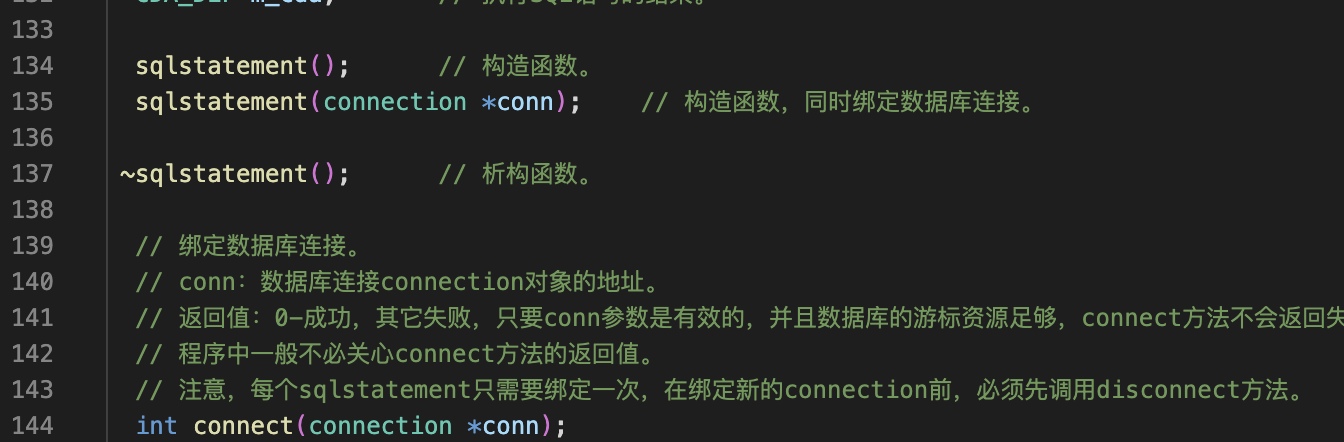 133
134 sqlstatement(); // 构造函数。
135 sqlstatement(connection *conn); // 构造函数，同时绑定数据库连接。
136
137 ~sqlstatement(); // 析构函数。
138
139 // 绑定数据库连接。
140 // conn：数据库连接connection对象的地址。
141 // 返回值：0-成功，其它失败，只要conn参数是有效的，并且数据库的游标资源足够，connect方法不会返回失
142 // 程序中一般不必关心connect方法的返回值。
143 // 注意，每个sqlstatement只需要绑定一次，在绑定新的connection前，必须先调用disconnect方法。
144 int connect(connection *conn);